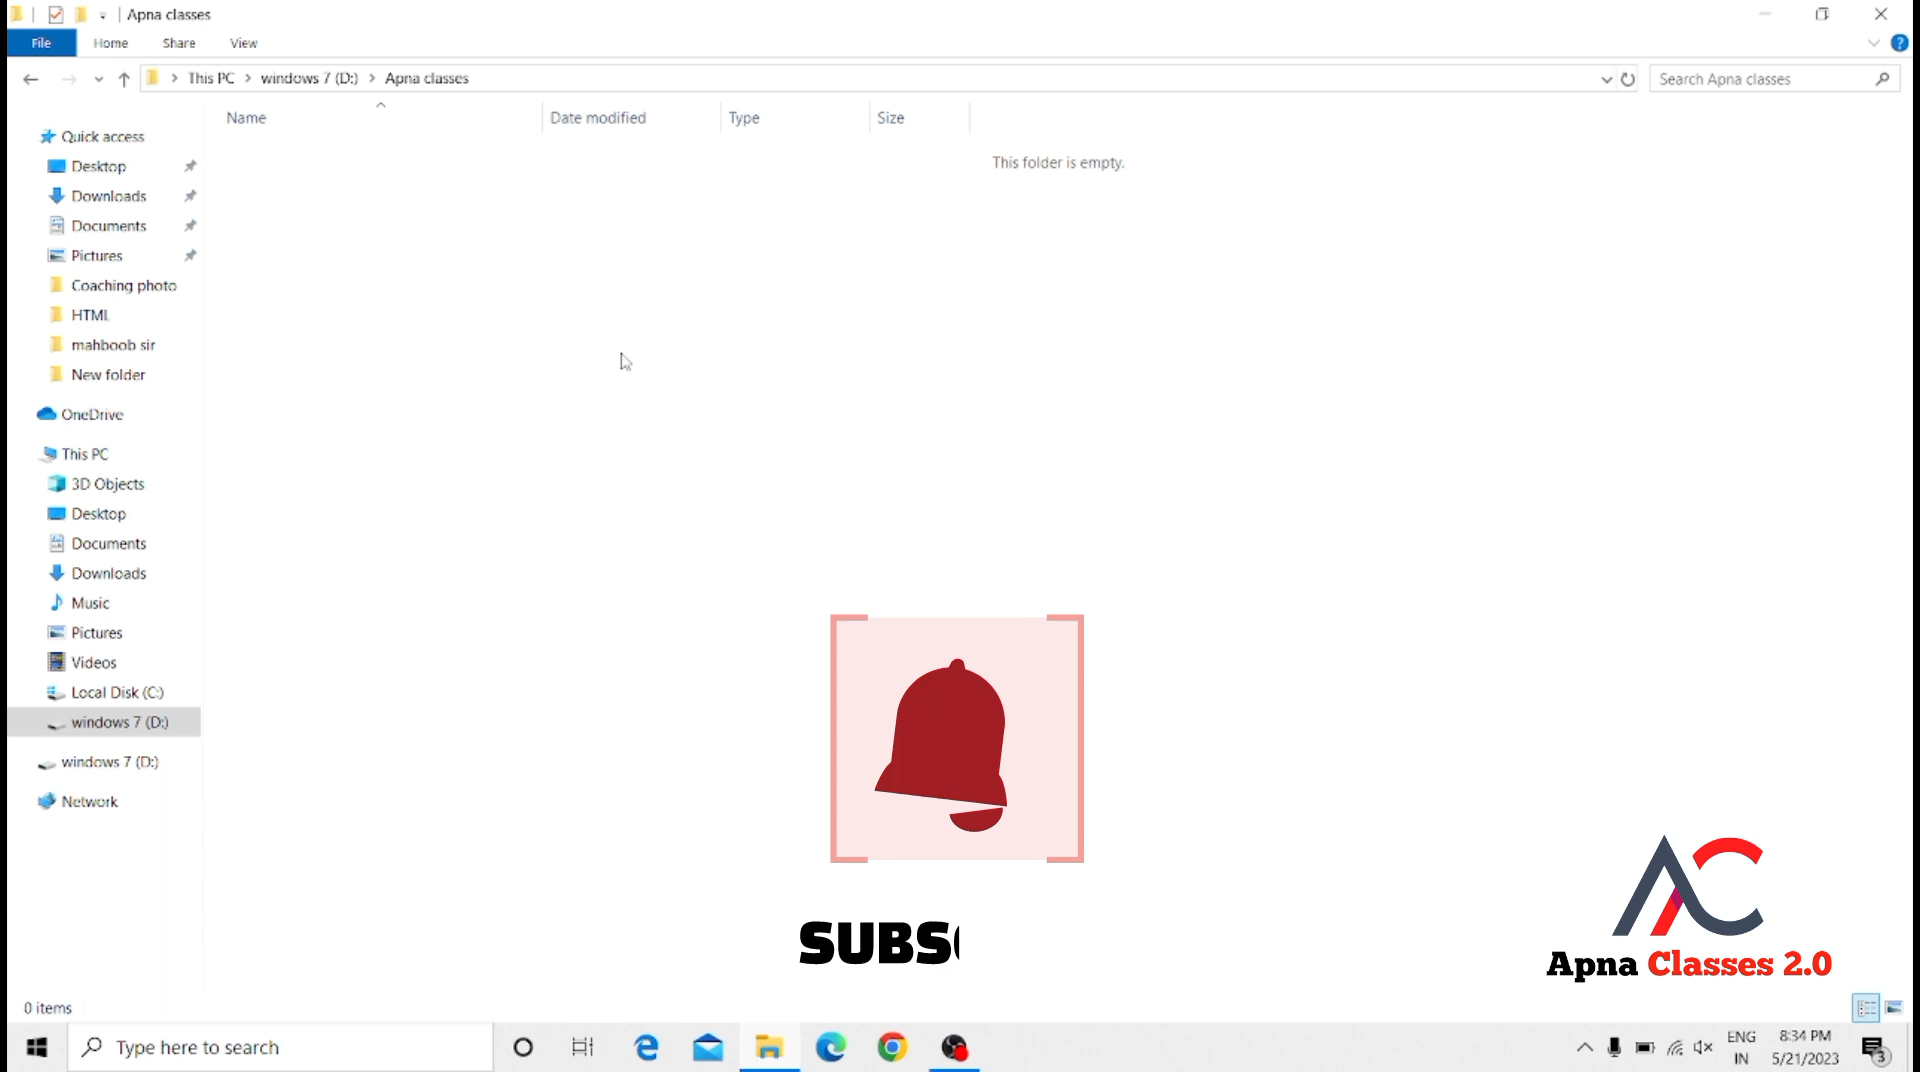 Apna classes
File Home Share View
This PC windows 7 (D:) Apna classes
Search Apna classes
Name Date modified Type Size
This folder is empty.
Quick access
Desktop
Downloads
Documents
Pictures
Coaching photo
HTML
mahboob sir
New folder
OneDrive
This PC
3D Objects
Desktop
Documents
Downloads
Music
Pictures
Videos
Local Disk (C:)
windows 7 (D:)
windows 7 (D:)
Network
SUBS
AC
Apna Classes 2.0
0 items
Type here to search
ENG
IN
8:34 PM
5/21/2023
3